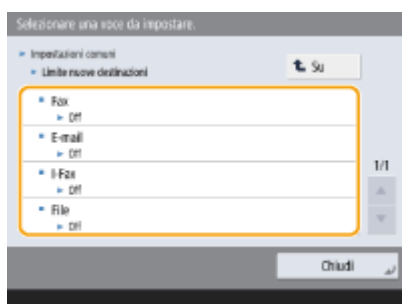 Selezionare una voce da impostare.
Impostazioni comuni
Limite nuove destinazioni
Su
Fax
Off
E-mail
Off
I-Fax
Off
File
Off
1/1
Chiudi